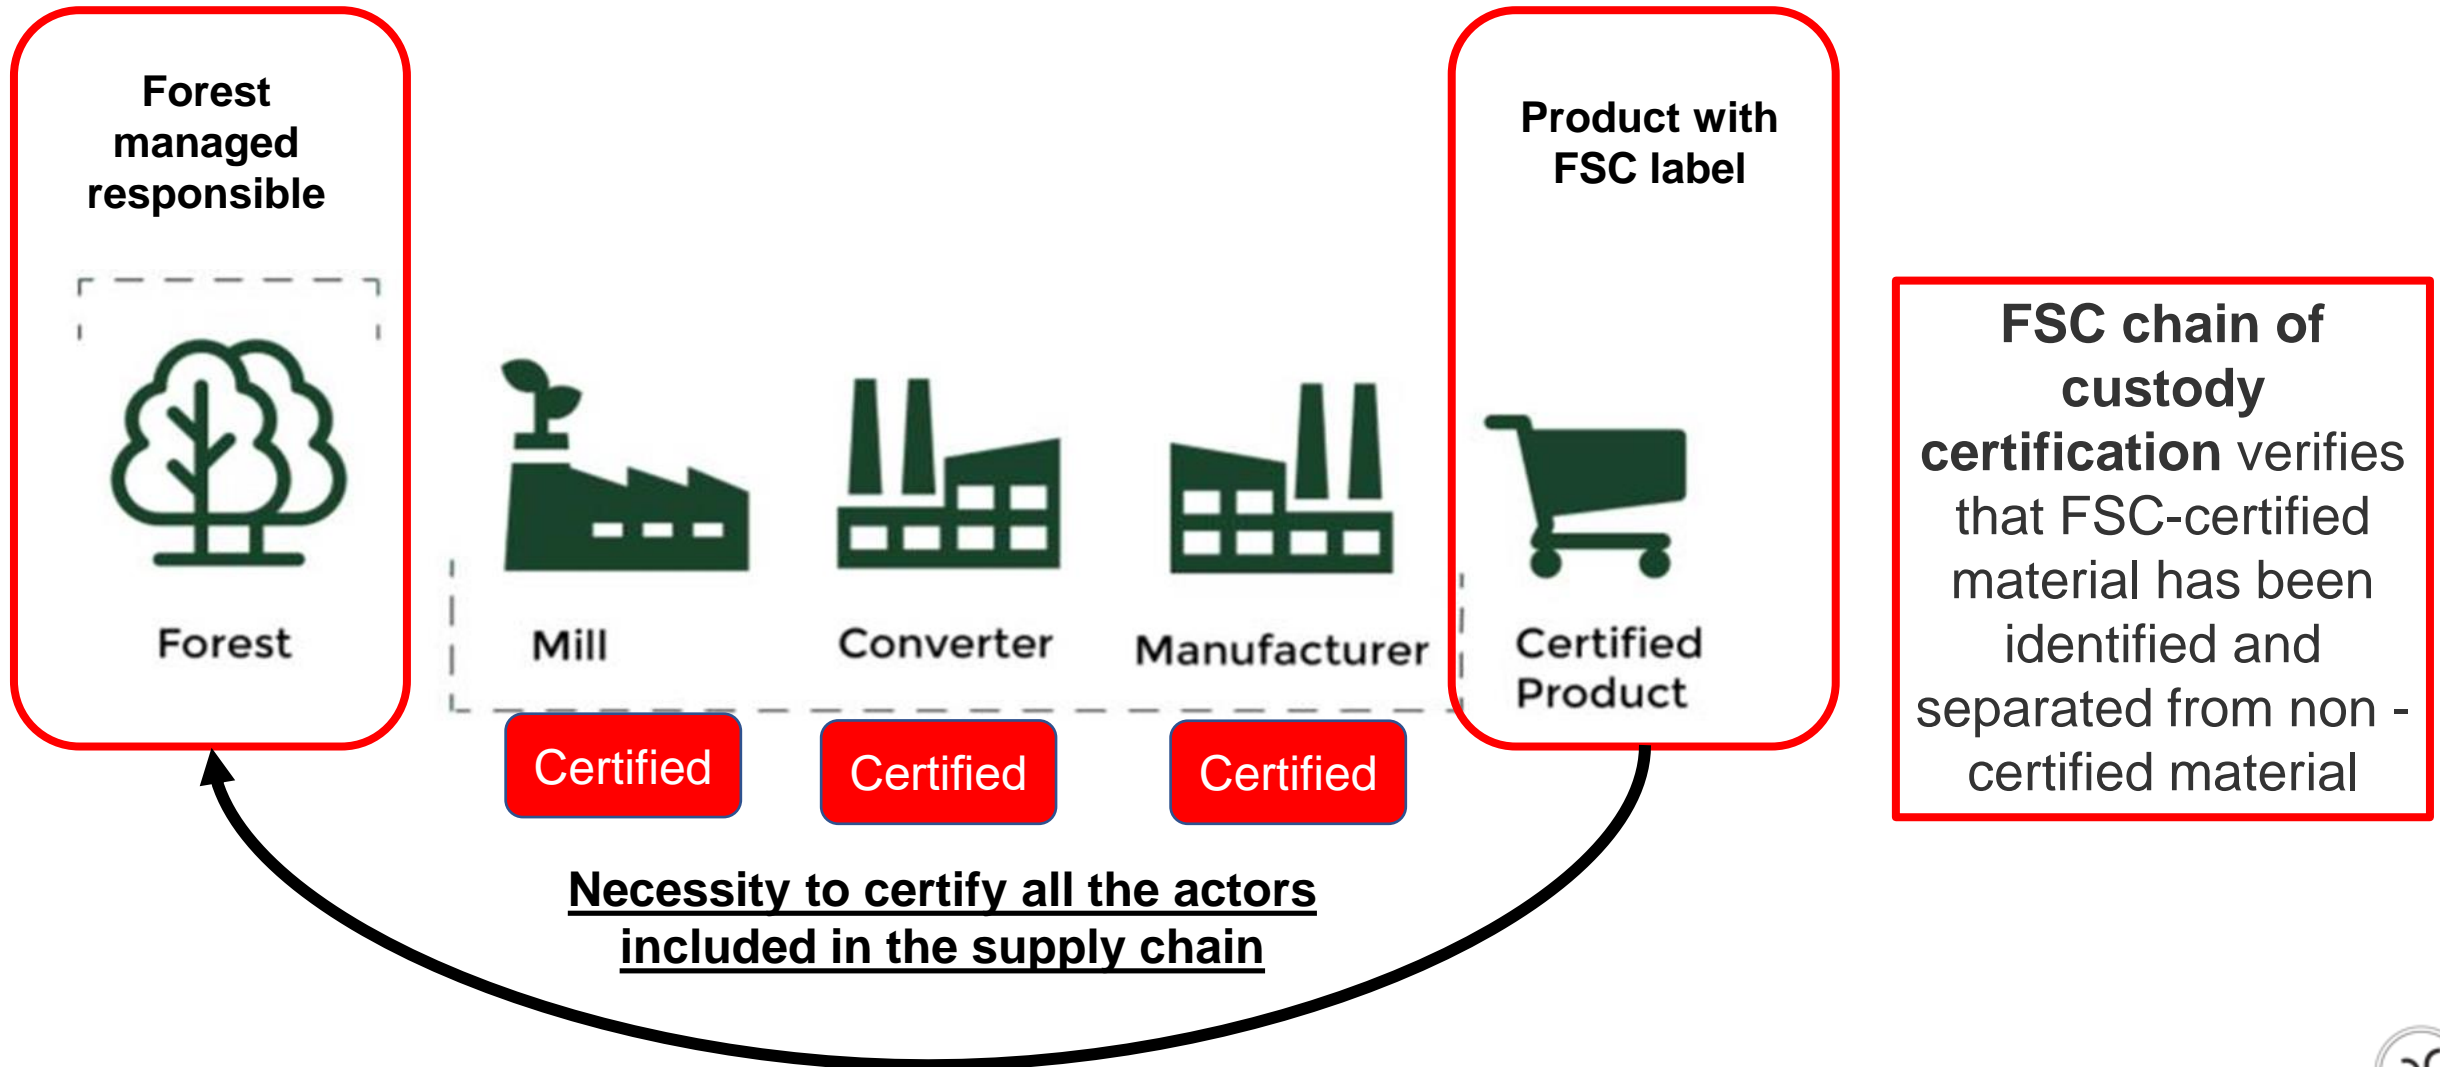 Forest
managed
responsible
Forest
Mill
Converter
Manufacturer
Product with
FSC label
Certified
Product
Certified
Certified
Certified
Necessity to certify all the actors
included in the supply chain
FSC chain of
custody
certification verifies
that FSC-certified
material has been
identified and
separated from non -
certified material